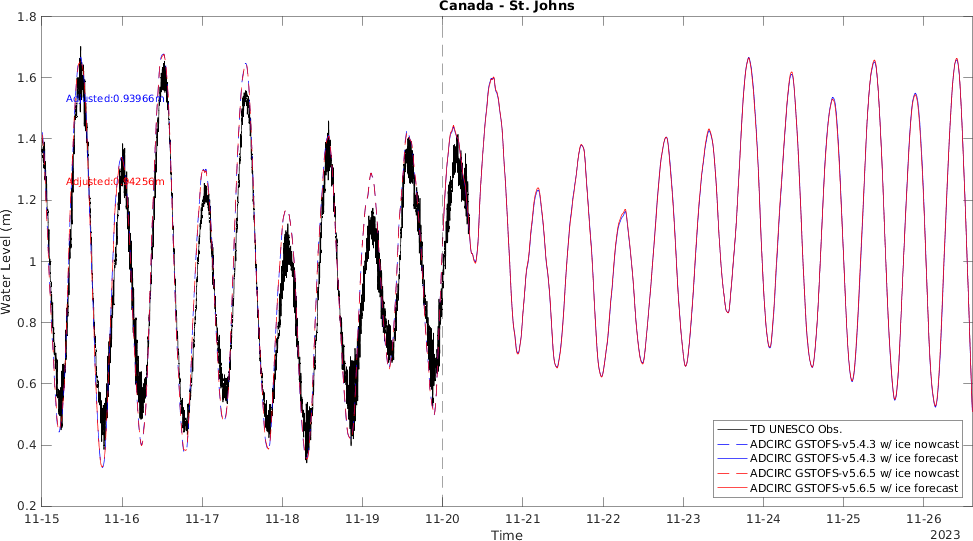 Canada - St. Johns
1.8
1.6
1.4
1.2
1
0.8
0.6
0.4
0.2
Water Level (m)
Adjusted:0.93966m
Adjusted:0.94256m
TD UNESCO Obs.
ADCIRC GSTOFS-v5.4.3 w/ ice nowcast
ADCIRC GSTOFS-v5.4.3 w/ ice forecast
ADCIRC GSTOFS-v5.6.5 w/ ice nowcast
ADCIRC GSTOFS-v5.6.5 w/ ice forecast
11-15 11-16 11-17 11-18 11-19 11-20 11-21 11-22 11-23 11-24 11-25 11-26
2023
Time